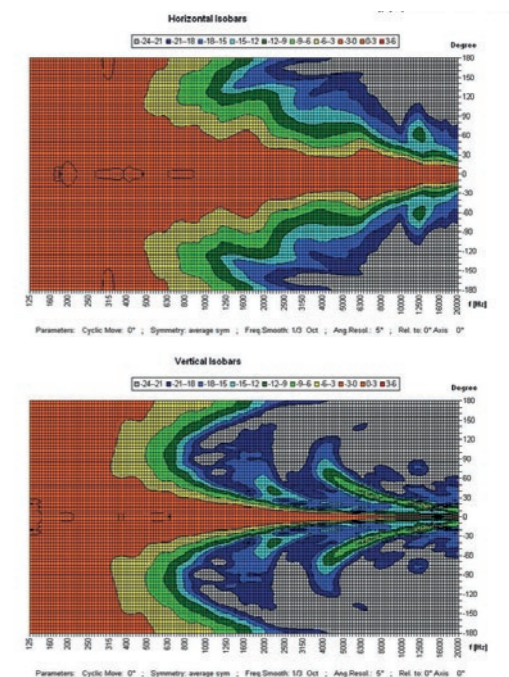 Horizontal Isobars
-24--21 -21--18 -18--15 -15--12 -12--9 -9--6 -6--3 -3-0 0-3 3-6
Degree
180
150
120
90
60
30
0
-30
-60
-90
-120
-150
-180
125 160 200 250 315 400 500 630 800 1000 1250 1600 2000 2500 3150 4000 5000 6300 8000 10000 12500 16000 20000
f [Hz]
Parameters: Cyclic Move: 0° ; Symmetry: average sym ; Freq.Smooth: 1/3 Oct ; Ang.Resol.: 5° ; Rel. to: 0° Axis 0°
Vertical Isobars
-24--21 -21--18 -18--15 -15--12 -12--9 -9--6 -6--3 -3-0 0-3 3-6
Degree
180
150
120
90
60
30
0
-30
-60
-90
-120
-150
-180
125 160 200 250 315 400 500 630 800 1000 1250 1600 2000 2500 3150 4000 5000 6300 8000 10000 12500 16000 20000
f [Hz]
Parameters: Cyclic Move: 0° ; Symmetry: average sym ; Freq.Smooth: 1/3 Oct ; Ang.Resol.: 5° ; Rel. to: 0° Axis 0°